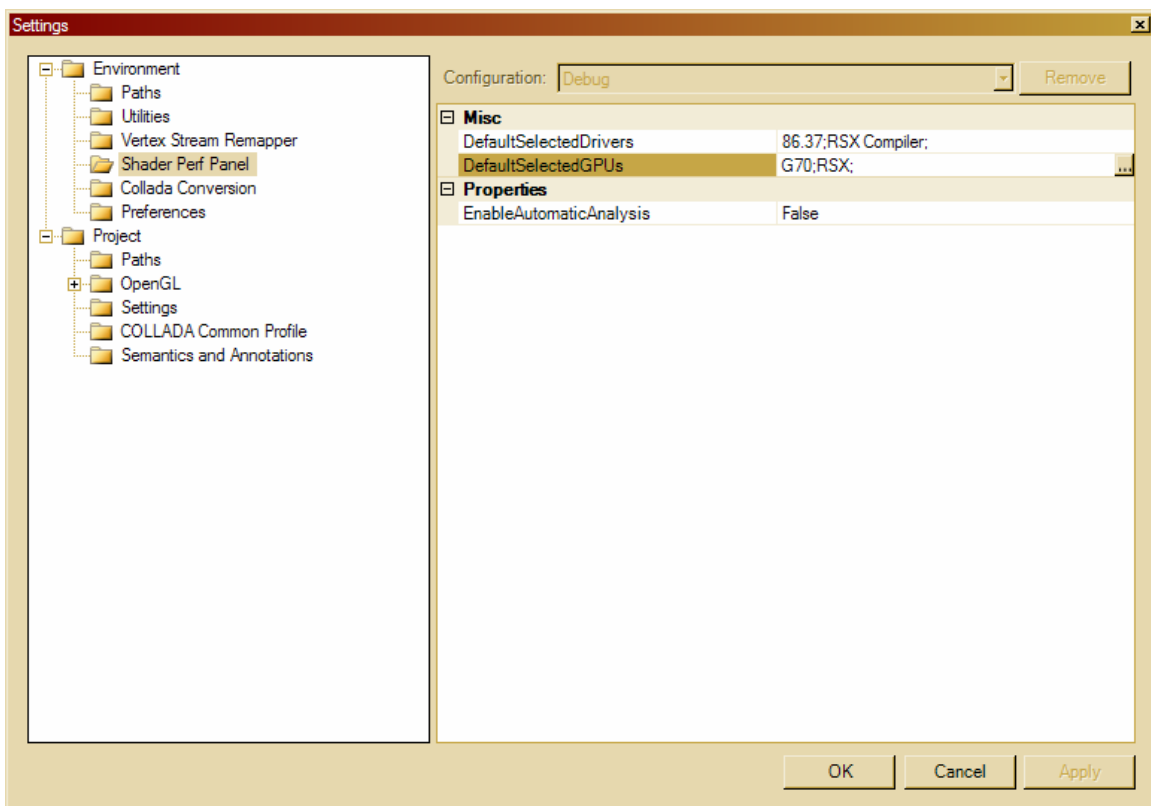 Settings
Environment
Paths
Utilities
Vertex Stream Remapper
Shader Perf Panel
Collada Conversion
Preferences
Project
Paths
OpenGL
Settings
COLLADA Common Profile
Semantics and Annotations
Configuration: Debug Remove
Misc
DefaultSelectedDrivers 86.37;RSX Compiler;
DefaultSelectedGPUs G70;RSX; ...
Properties
EnableAutomaticAnalysis False
OK Cancel Apply